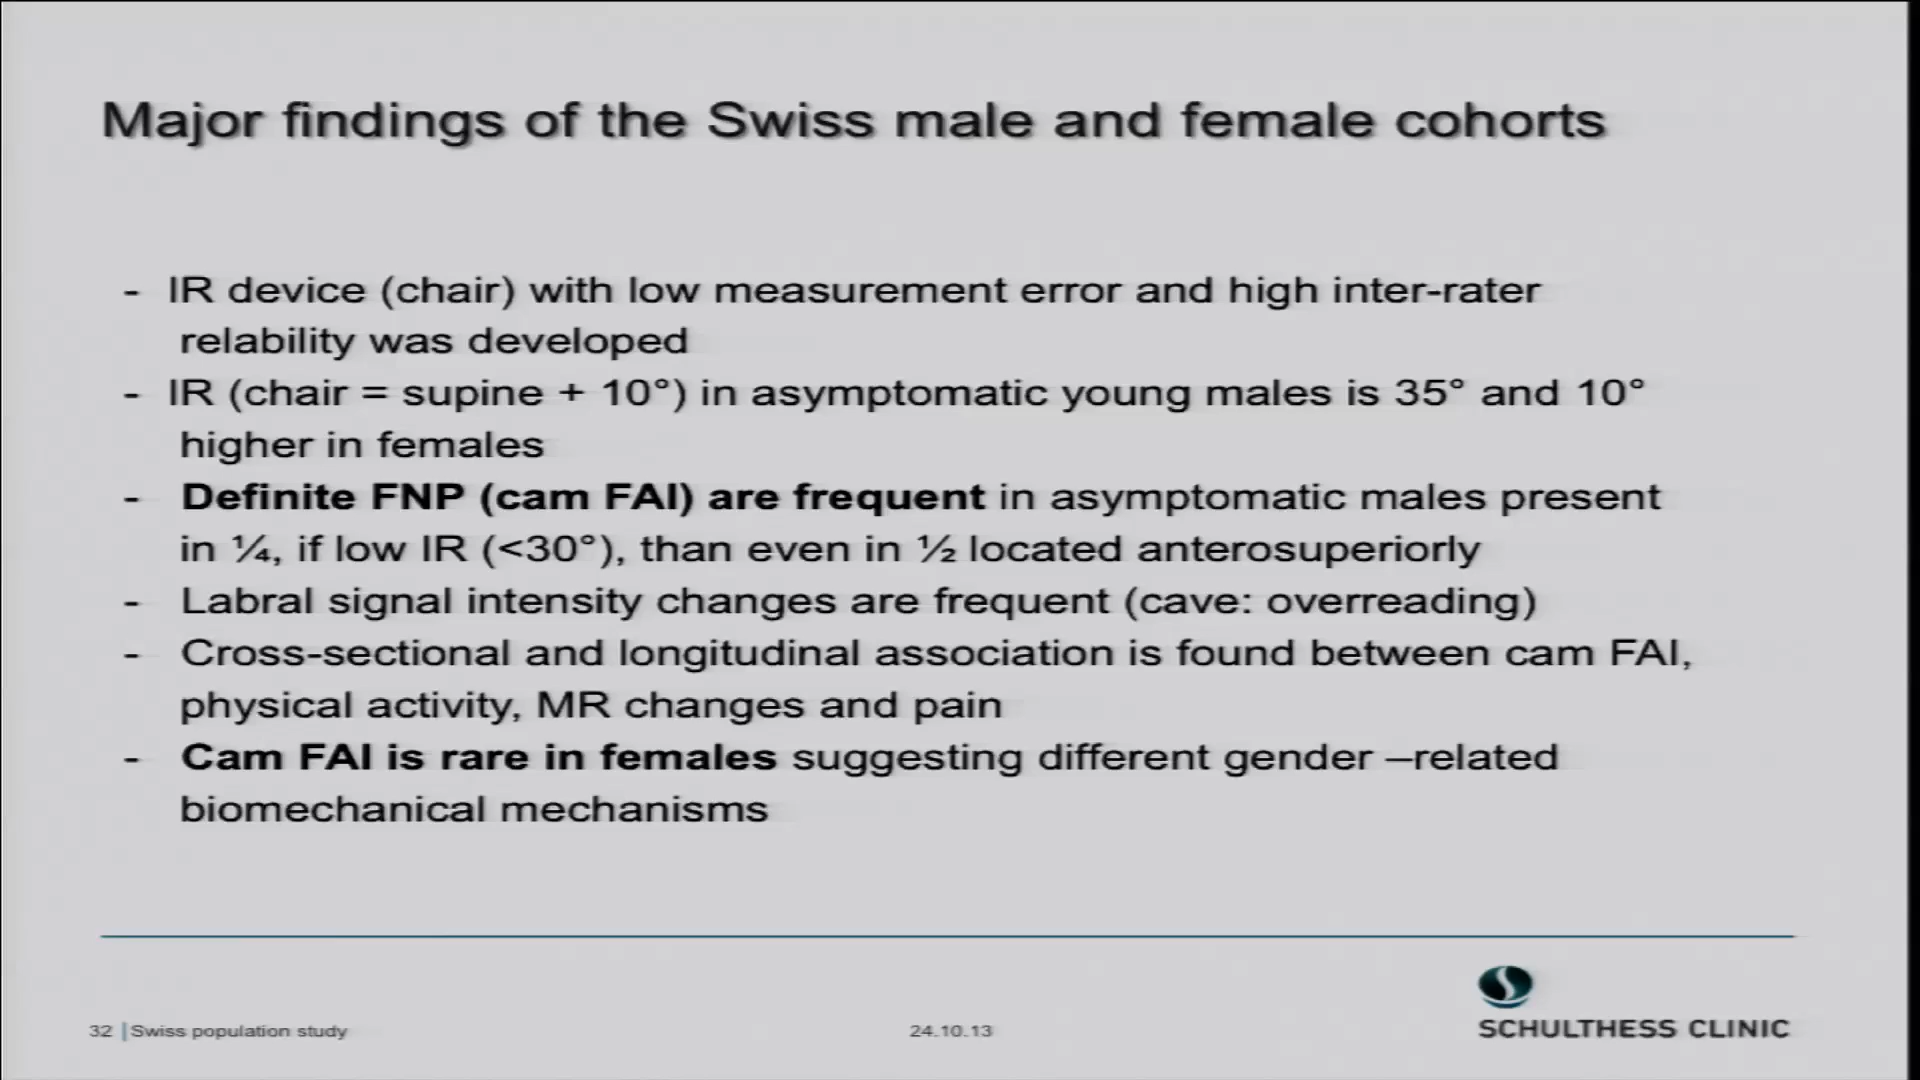 Major findings of the Swiss male and female cohorts
- IR device (chair) with low measurement error and high inter-rater
relability was developed
- IR (chair = supine + 10°) in asymptomatic young males is 35° and 10°
higher in females
- Definite FNP (cam FAI) are frequent in asymptomatic males present
in ¼, if low IR (<30°), than even in ½ located anterosuperiorly
- Labral signal intensity changes are frequent (cave: overreading)
- Cross-sectional and longitudinal association is found between cam FAI,
physical activity, MR changes and pain
- Cam FAI is rare in females suggesting different gender –related
biomechanical mechanisms
32 | Swiss population study
24.10.13
SCHULTHESS CLINIC